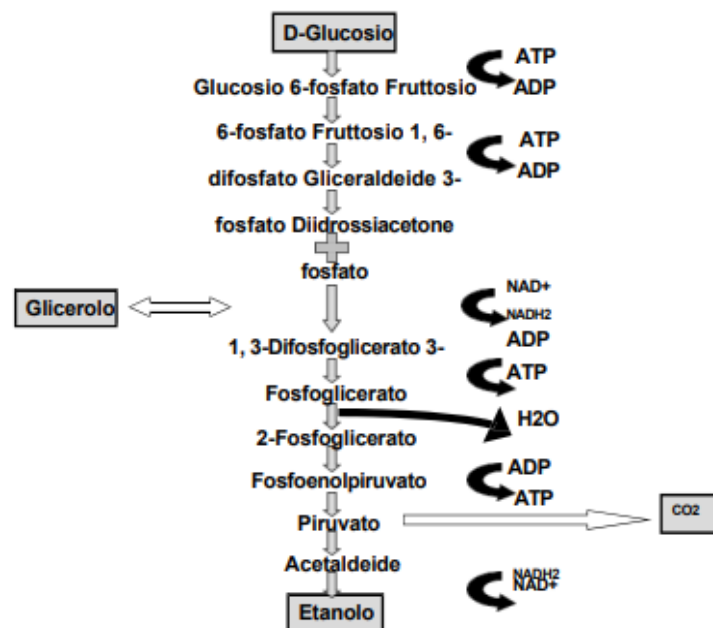 D-Glucosio
ATP
Glucosio 6-fosfato Fruttosio
ADP
6-fosfato Fruttosio 1, 6-
ATP
ADP
difosfato Gliceraldeide 3-
fosfato Diidrossiacetone
fosfato
NAD+
Glicerolo
NADH2
ADP
1, 3-Difosfoglicerato 3-
ATP
Fosfoglicerato
H2O
2-Fosfoglicerato
ADP
Fosfoenolpiruvato
ATP
CO2
Piruvato
Acetaldeide
NADH2
NAD+
Etanolo